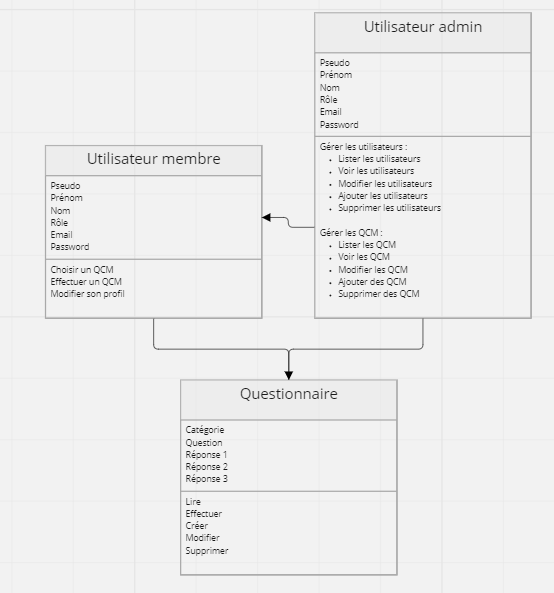 Utilisateur admin
Pseudo
Prénom
Nom
Rôle
Email
Password
Gérer les utilisateurs :
• Lister les utilisateurs
• Voir les utilisateurs
• Modifier les utilisateurs
• Ajouter les utilisateurs
• Supprimer les utilisateurs
Gérer les QCM :
• Lister les QCM
• Voir les QCM
• Modifier les QCM
• Ajouter des QCM
• Supprimer des QCM
Utilisateur membre
Pseudo
Prénom
Nom
Rôle
Email
Password
Choisir un QCM
Effectuer un QCM
Modifier son profil
Questionnaire
Catégorie
Question
Réponse 1
Réponse 2
Réponse 3
Lire
Effectuer
Créer
Modifier
Supprimer